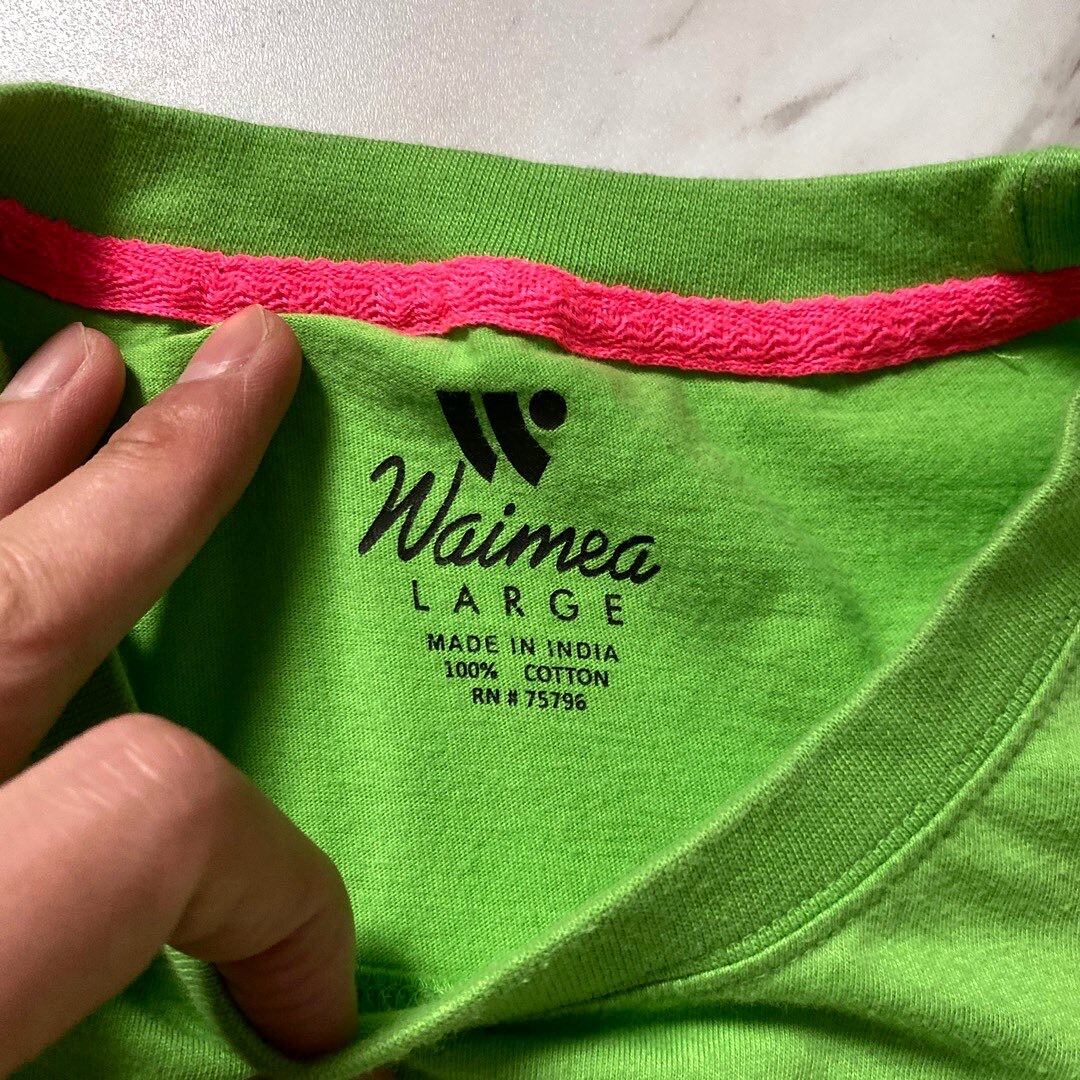 Waimea
LARGE
MADE IN INDIA
100% COTTON
RN # 75796